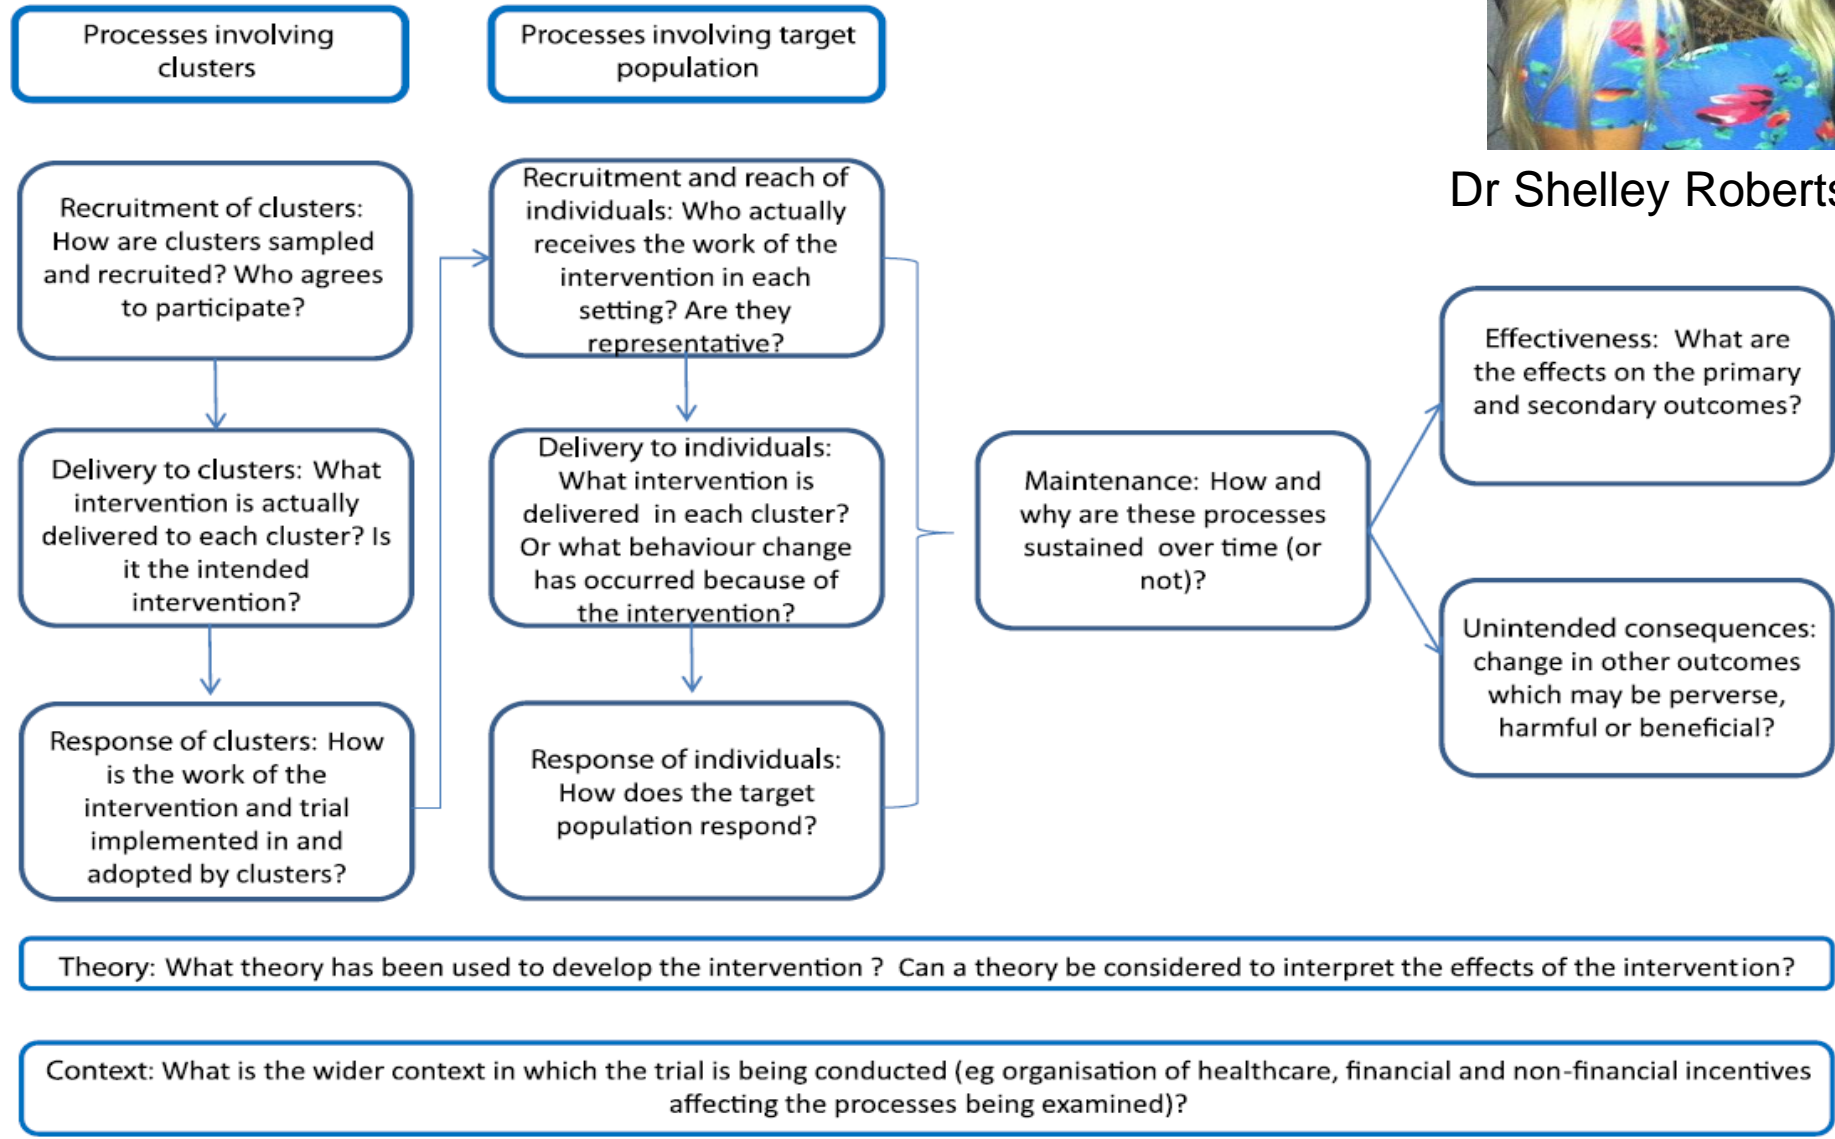 Processes involving
clusters
Processes involving target
population
Dr Shelley Roberts
Recruitment of clusters:
How are clusters sampled
and recruited? Who agrees
to participate?
Delivery to clusters: What
intervention is actually
delivered to each cluster? Is
it the intended
intervention?
Response of clusters: How
is the work of the
intervention and trial
implemented in and
adopted by clusters?
Recruitment and reach of
individuals: Who actually
receives the work of the
intervention in each
setting? Are they
representative?
Delivery to individuals:
What intervention is
delivered in each cluster?
Or what behaviour change
has occurred because of
the intervention?
Response of individuals:
How does the target
population respond?
Maintenance: How and
why are these processes
sustained over time (or
not)?
Effectiveness: What are
the effects on the primary
and secondary outcomes?
Unintended consequences:
change in other outcomes
which may be perverse,
harmful or beneficial?
Theory: What theory has been used to develop the intervention ? Can a theory be considered to interpret the effects of the intervention?
Context: What is the wider context in which the trial is being conducted (eg organisation of healthcare, financial and non-financial incentives
affecting the processes being examined)?